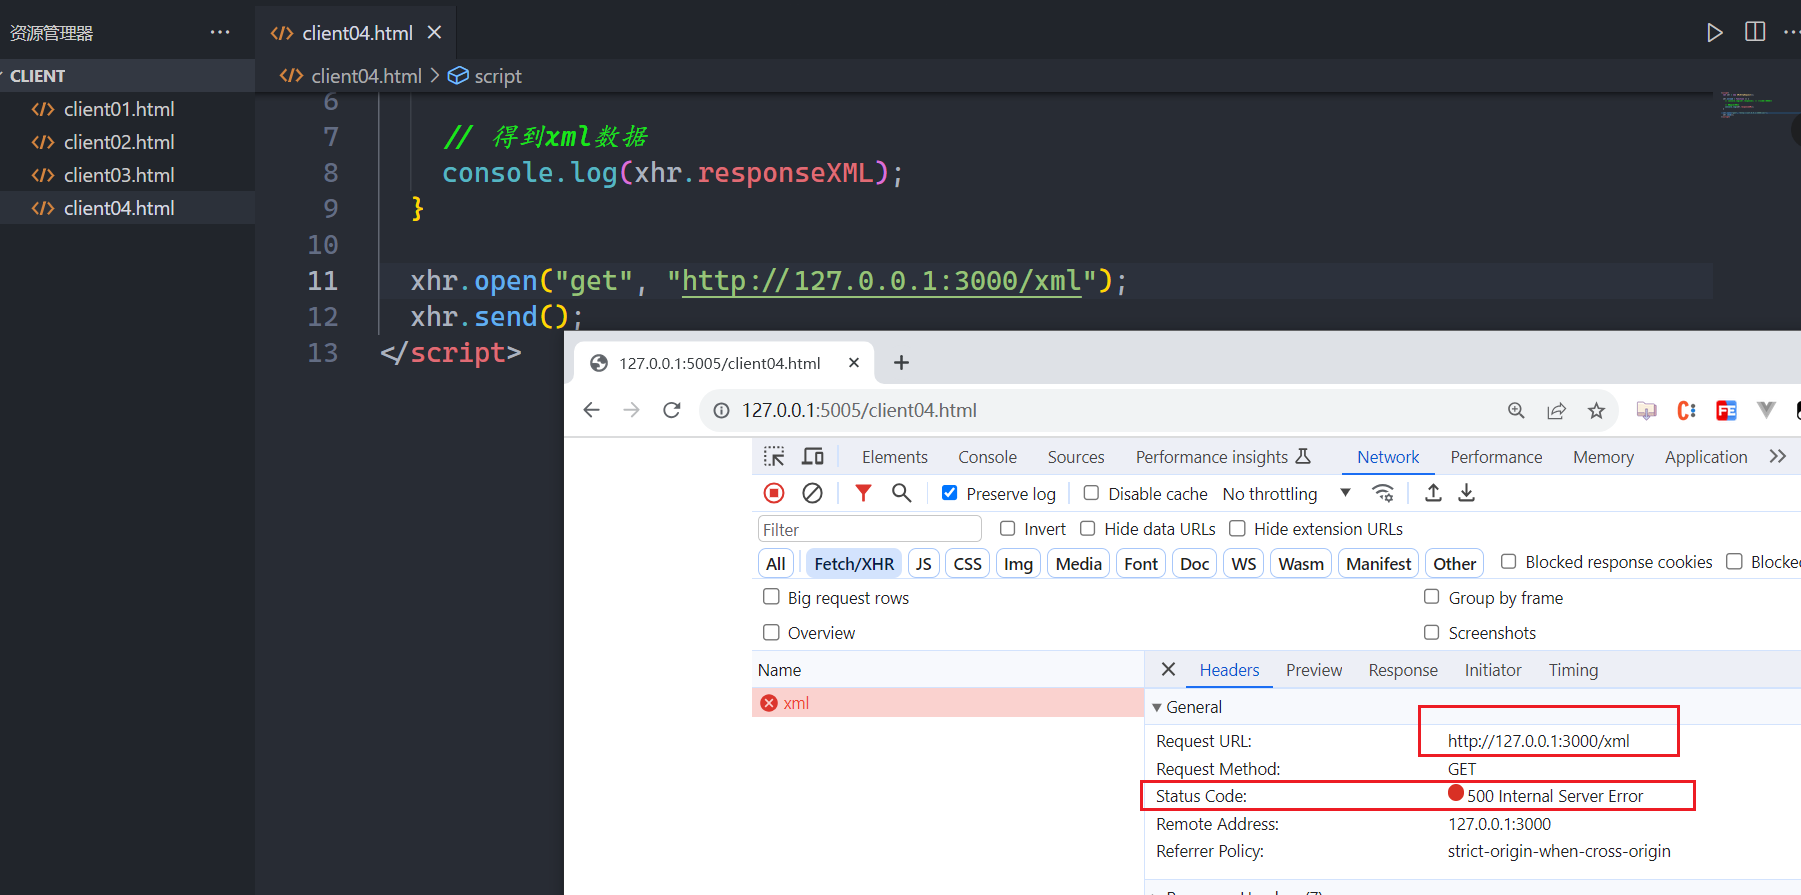 资源管理器 ···
client04.html
CLIENT
client04.html > script
client01.html
client02.html
client03.html
client04.html
6
7 // 得到xml数据
8 console.log(xhr.responseXML);
9 }
10
11 xhr.open("get", "http://127.0.0.1:3000/xml");
12 xhr.send();
13 </script>
127.0.0.1:5005/client04.html
127.0.0.1:5005/client04.html
FE
Elements Console Sources Performance insights Network Performance Memory Application
Preserve log Disable cache No throttling
Filter Invert Hide data URLs Hide extension URLs
All Fetch/XHR JS CSS Img Media Font Doc WS Wasm Manifest Other Blocked response cookies
Big request rows Group by frame
Overview Screenshots
Name Headers Preview Response Initiator Timing
xml
General
Request URL: http://127.0.0.1:3000/xml
Request Method: GET
Status Code: 500 Internal Server Error
Remote Address: 127.0.0.1:3000
Referrer Policy: strict-origin-when-cross-origin